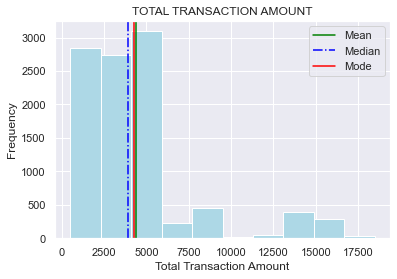 TOTAL TRANSACTION AMOUNT
Mean
Median
Mode
3000
2500
2000
1500
1000
500
0
Frequency
0 2500 5000 7500 10000 12500 15000 17500
Total Transaction Amount